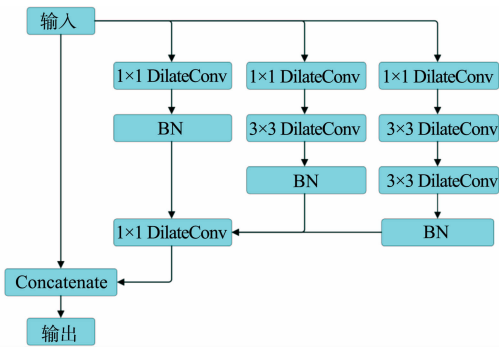 输入
1×1 DilateConv
1×1 DilateConv
1×1 DilateConv
BN
3×3 DilateConv
3×3 DilateConv
BN
3×3 DilateConv
1×1 DilateConv
BN
Concatenate
输出